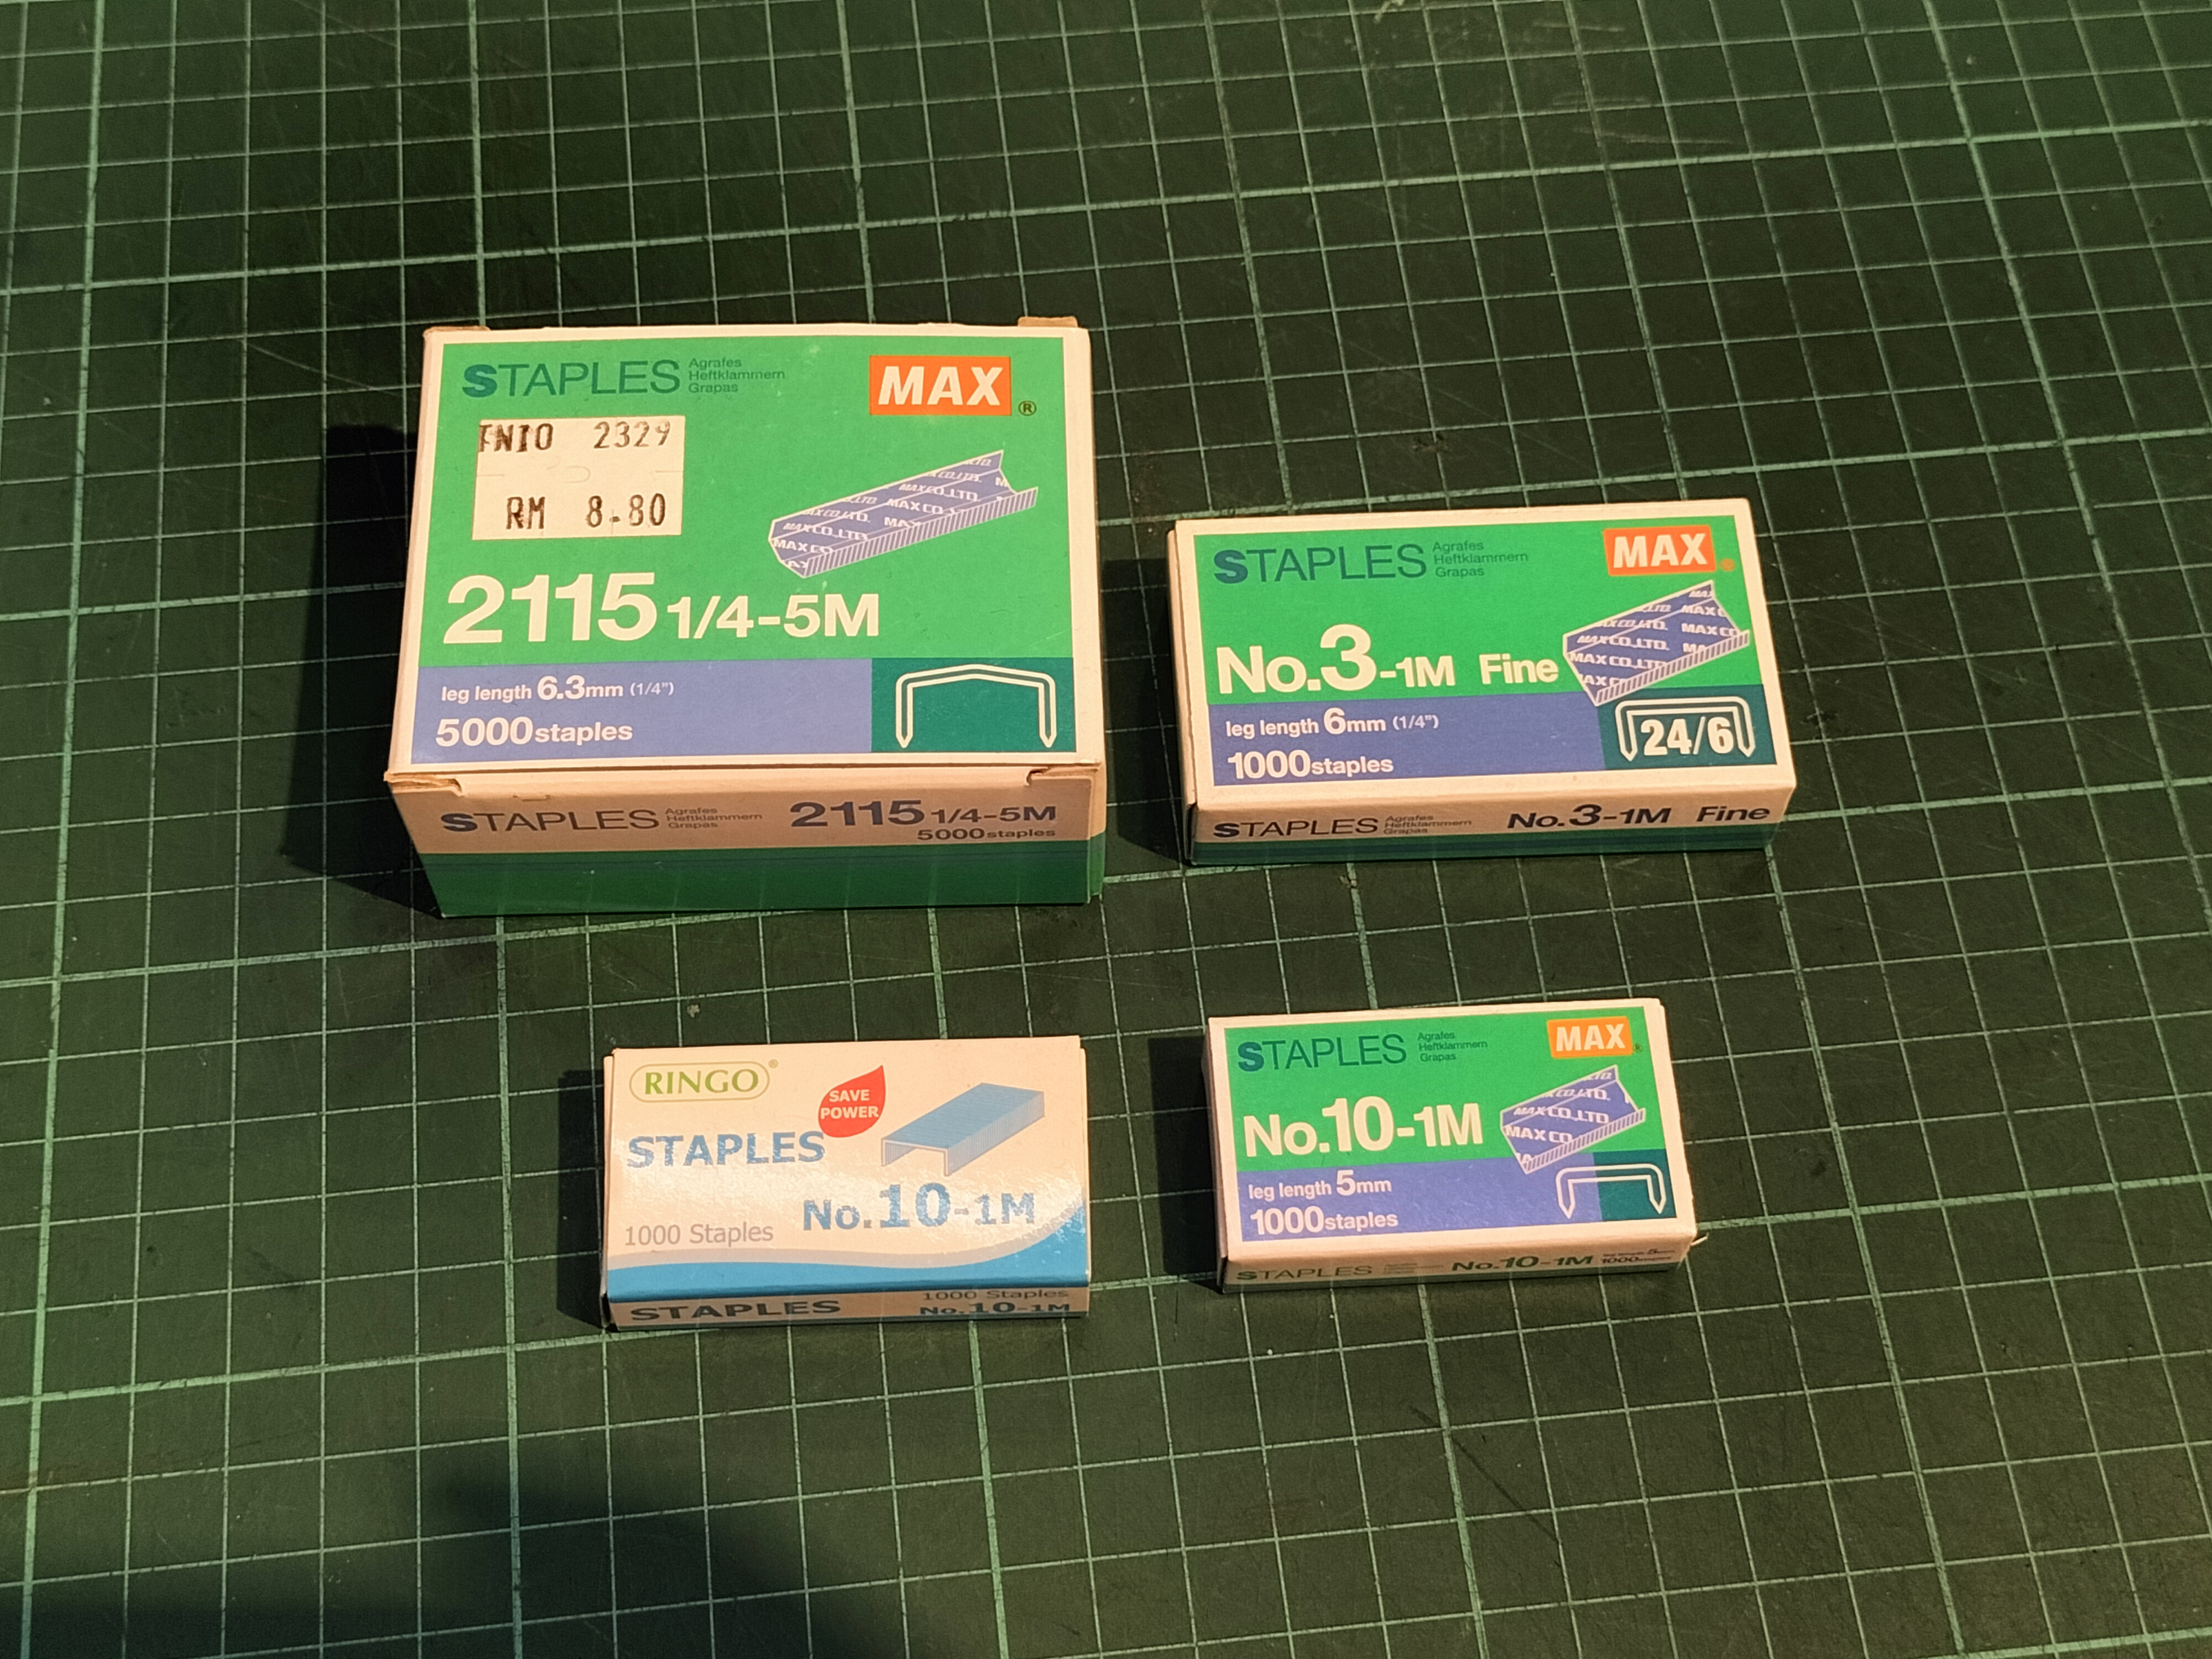 STAPLES Agrafes
Heftklammern
Grapas
MAX ®
2329
RM 8.80
2115 1/4-5M
leg length 6.3mm (1/4")
5000staples
STAPLES Agrafes
Heftklammern
Grapas
2115 1/4-5M
5000staples
STAPLES Agrafes
Heftklammern
Grapas
MAX ®
No.3-1M Fine
leg length 6mm (1/4")
1000staples
24/6
STAPLES Agrafes
Heftklammern
Grapas
No.3-1M Fine
RINGO ®
SAVE
POWER
STAPLES
No.10-1M
1000 Staples
STAPLES
1000 Staples
No.10-1M
STAPLES Agrafes
Heftklammern
Grapas
MAX ®
No.10-1M
leg length 5mm
1000staples
STAPLES
No.10-1M
leg length 5mm
1000staples